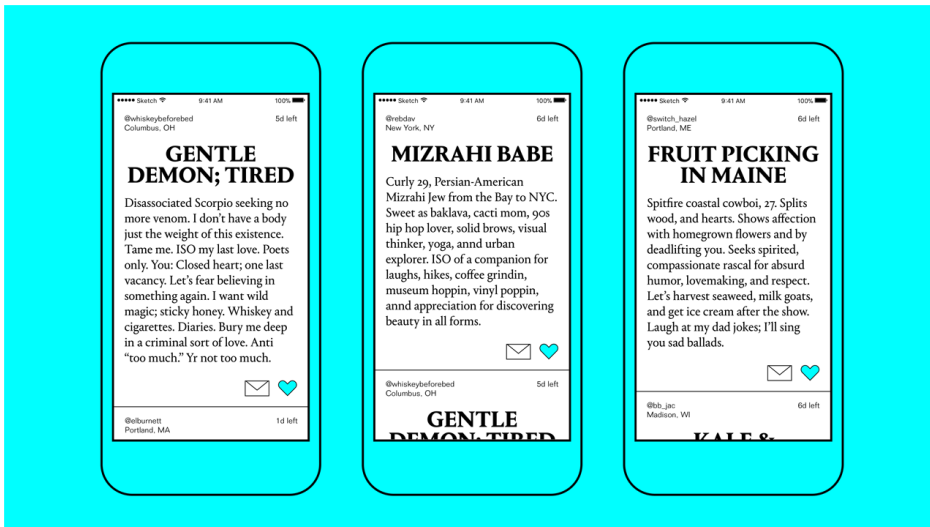 ●●●●● Sketch 9:41 AM 100%
@whiskeybeforebed 5d left
Columbus, OH
GENTLE
DEMON; TIRED
Disassociated Scorpio seeking no
more venom. I don't have a body
just the weight of this existence.
Tame me. ISO my last love. Poets
only. You: Closed heart; one last
vacancy. Let's fear believing in
something again. I want wild
magic; sticky honey. Whiskey and
cigarettes. Diaries. Bury me deep
in a criminal sort of love. Anti
“too much.” Yr not too much.
@elburnett 1d left
Portland, MA
●●●●● Sketch 9:41 AM 100%
@rebdav 6d left
New York, NY
MIZRAHI BABE
Curly 29, Persian-American
Mizrahi Jew from the Bay to NYC.
Sweet as baklava, cacti mom, 90s
hip hop lover, solid brows, visual
thinker, yoga, annd urban
explorer. ISO of a companion for
laughs, hikes, coffee grindin,
museum hoppin, vinyl poppin,
annd appreciation for discovering
beauty in all forms.
@whiskeybeforebed 5d left
Columbus, OH
GENTLE
DEMON; TIRED
●●●●● Sketch 9:41 AM 100%
@switch_hazel 6d left
Portland, ME
FRUIT PICKING
IN MAINE
Spitfire coastal cowboi, 27. Splits
wood, and hearts. Shows affection
with homegrown flowers and by
deadlifting you. Seeks spirited,
compassionate rascal for absurd
humor, lovemaking, and respect.
Let's harvest seaweed, milk goats,
and get ice cream after the show.
Laugh at my dad jokes; I'll sing
you sad ballads.
@bb_jac 6d left
Madison, WI
KALE &